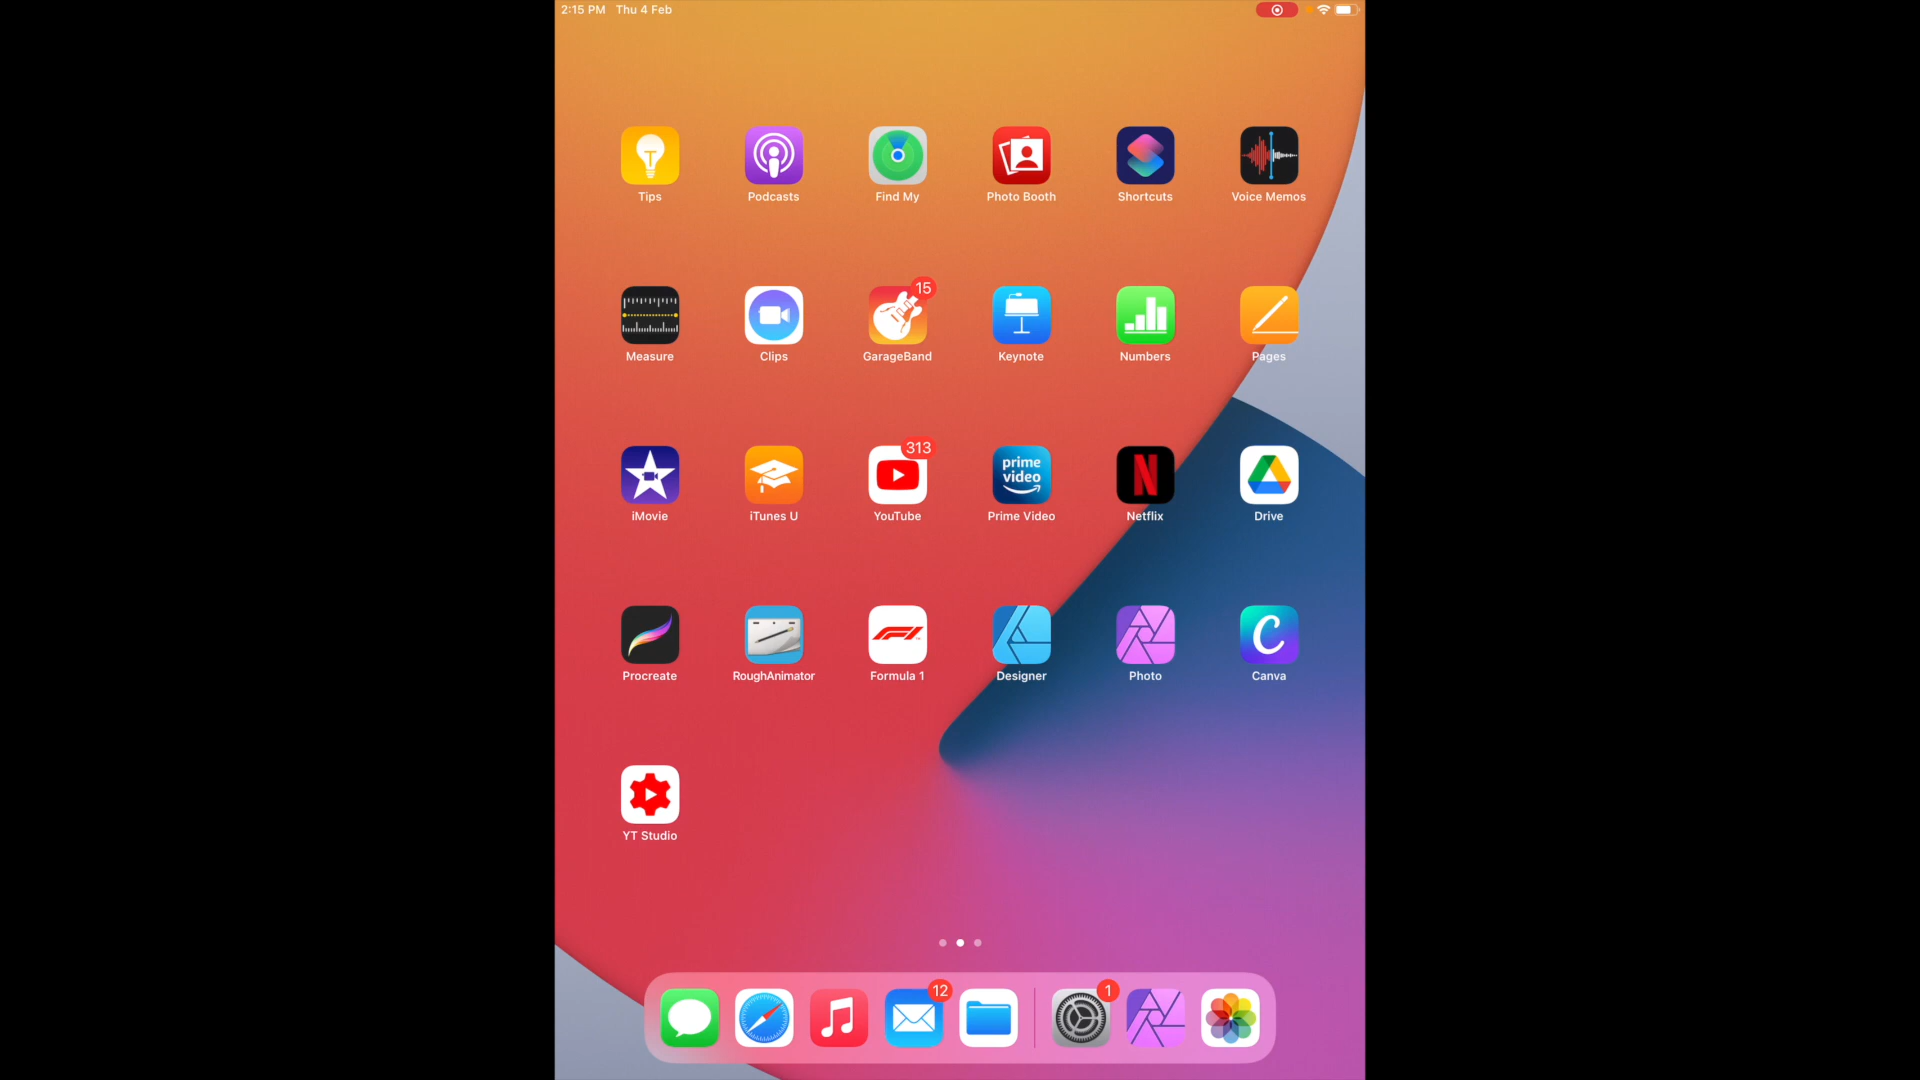 2:15 PM Thu 4 Feb
Tips Podcasts Find My Photo Booth Shortcuts Voice Memos
15
Measure Clips GarageBand Keynote Numbers Pages
313
prime video
iMovie iTunes U YouTube Prime Video Netflix Drive
Procreate RoughAnimator Formula 1 Designer Photo Canva
YT Studio
12 1